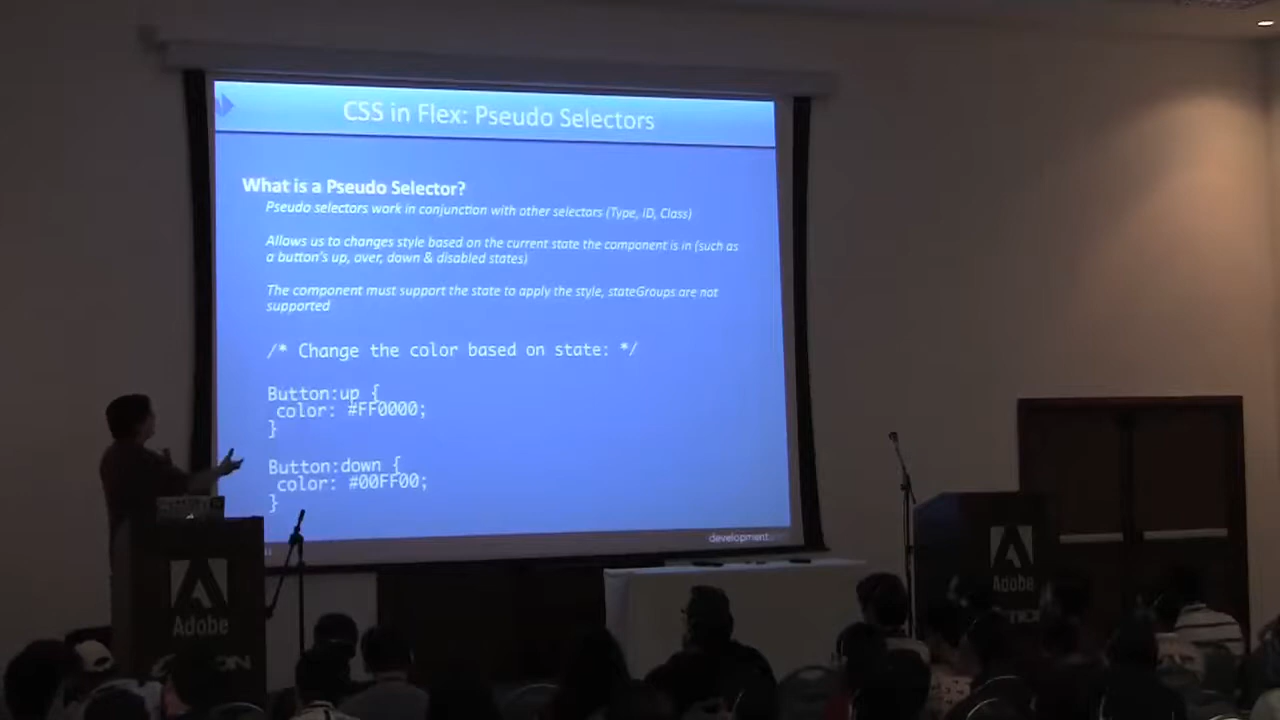 CSS in Flex: Pseudo Selectors
What is a Pseudo Selector?
Pseudo selectors work in conjunction with other selectors (Type, ID, Class)
Allows us to changes style based on the current state the component is in (such as
a button's up, over, down & disabled states)
The component must support the state to apply the style, stateGroups are not
supported
/* Change the color based on state: */
Button:up {
color: #FF0000;
}
Button:down {
color: #00FF00;
}
development
Adobe
Adobe